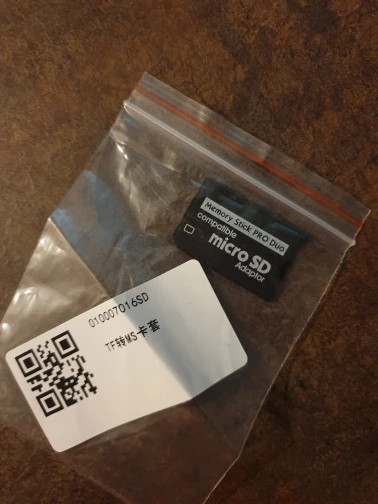 Memory Stick PRO Duo
compatible
micro SD
Adaptor
010007016SD
TF转MS卡套